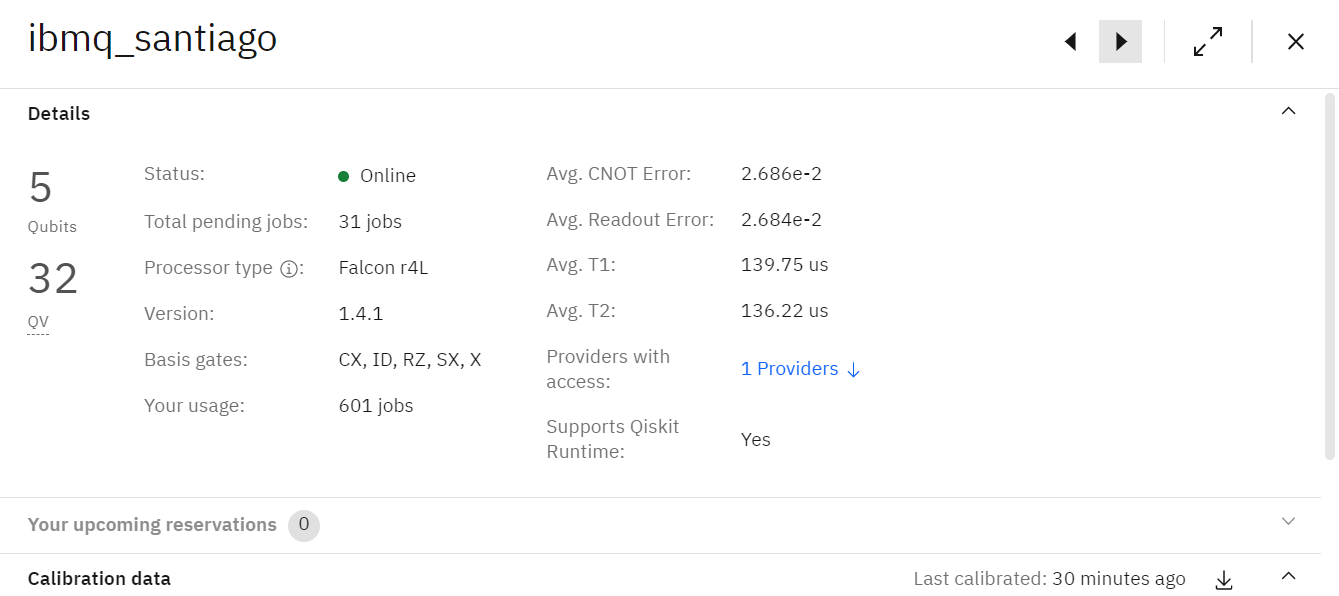 ibmq_santiago
Details
5
Qubits
32
QV
Status: Online
Total pending jobs: 31 jobs
Processor type: Falcon r4L
Version: 1.4.1
Basis gates: CX, ID, RZ, SX, X
Your usage: 601 jobs
Avg. CNOT Error: 2.686e-2
Avg. Readout Error: 2.684e-2
Avg. T1: 139.75 us
Avg. T2: 136.22 us
Providers with
access: 1 Providers ↓
Supports Qiskit
Runtime: Yes
Your upcoming reservations 0
Calibration data Last calibrated: 30 minutes ago